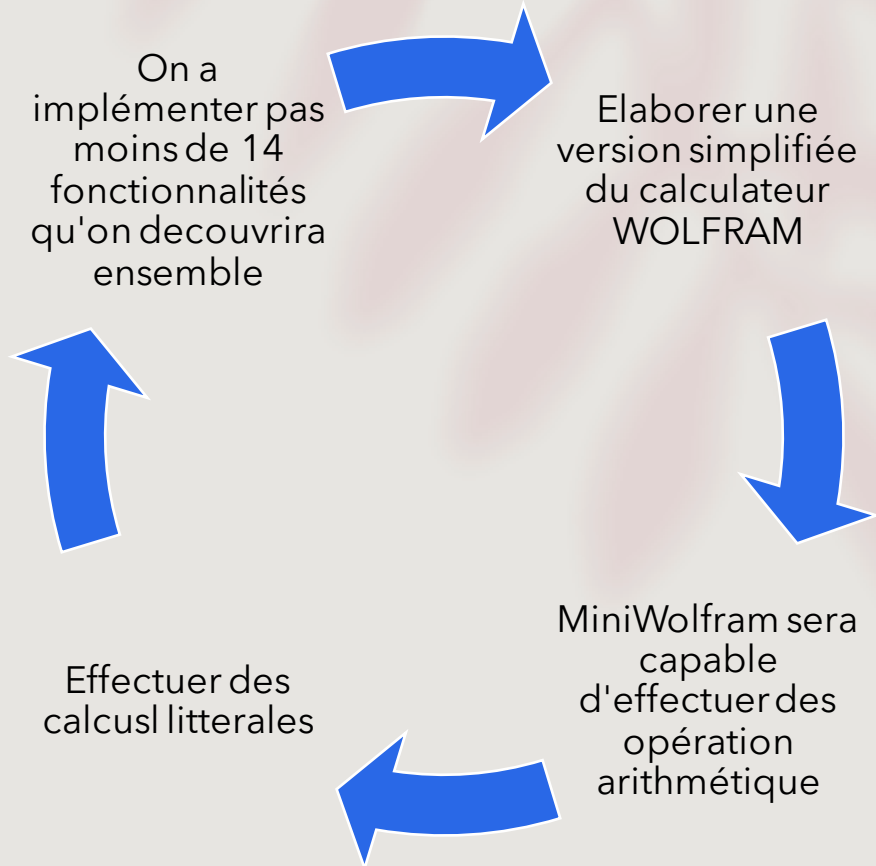 On a
implémenter pas
moins de 14
fonctionnalités
qu'on decouvrira
ensemble
Elaborer une
version simplifiée
du calculateur
WOLFRAM
MiniWolfram sera
capable
d'effectuer des
opération
arithmétique
Effectuer des
calcusl litterales